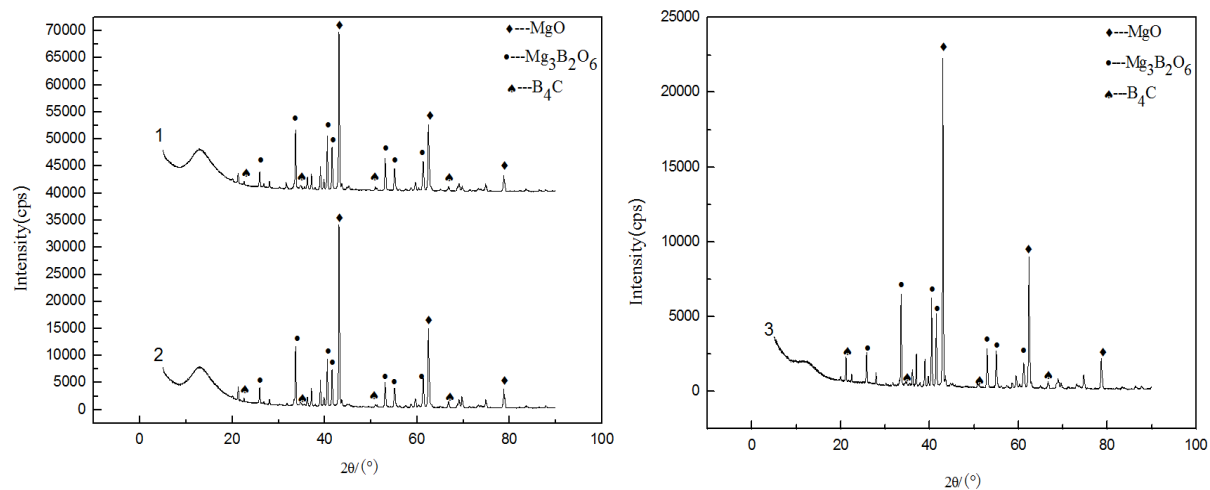 70000
65000
60000
55000
50000
45000
40000
35000
30000
25000
20000
15000
10000
5000
0
Intensity(cps)
◆---MgO
●---Mg₃B₂O₆
♠---B₄C
1
2
0 20 40 60 80 100
2θ/(°)
25000
20000
15000
10000
5000
0
Intensity(cps)
◆---MgO
●---Mg₃B₂O₆
♠---B₄C
3
0 20 40 60 80 100
2θ/(°)